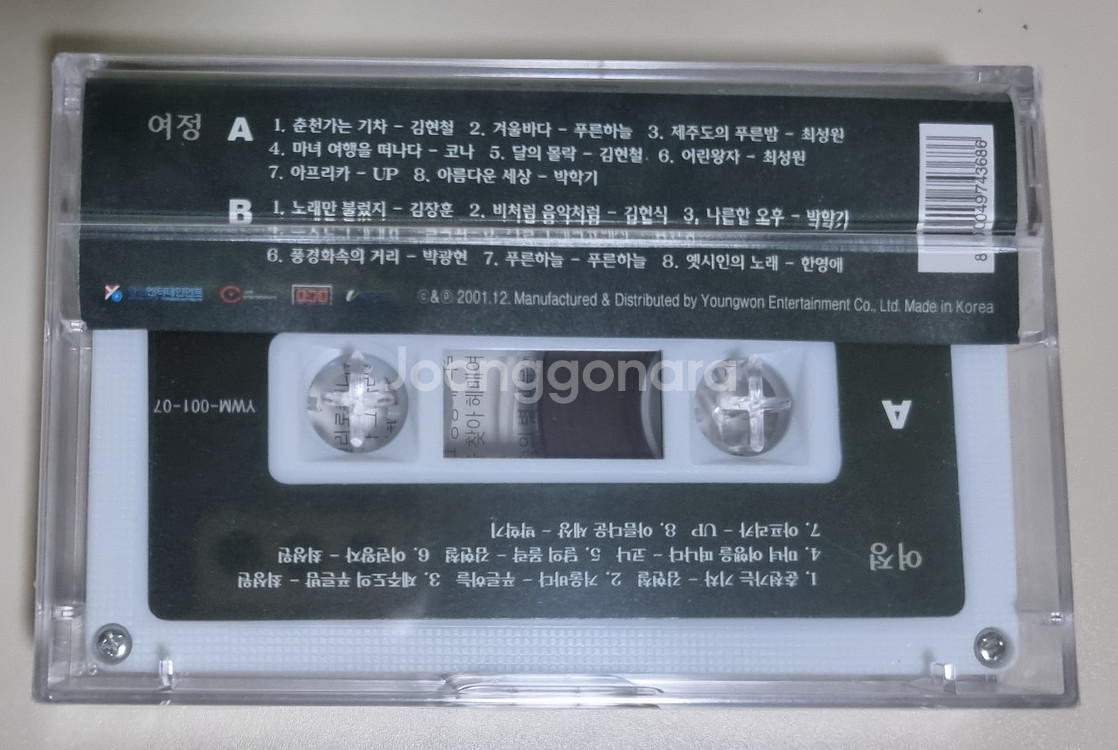 여정 A 1. 춘천가는 기차 - 김현철 2. 겨울바다 - 푸른하늘 3. 제주도의 푸른밤 - 최성원
4. 마녀 여행을 떠나다 - 코나 5. 달의 몰락 - 김현철 6. 어린왕자 - 최성원
7. 아프리카 - UP 8. 아름다운 세상 - 박학기
B 1. 노래만 불렀지 - 김장훈 2. 비처럼 음악처럼 - 김현식 3. 나른한 오후 - 박학기
6. 풍경화속의 거리 - 박광현 7. 푸른하늘 - 푸른하늘 8. 옛시인의 노래 - 한영애
엔터테인먼트
©&℗ 2001.12. Manufactured & Distributed by Youngwon Entertainment Co., Ltd. Made in Korea
Joonggonara
찾아 헤매여
YWM-001-07
A
여정
1. 춘천가는 기차 - 김현철 2. 겨울바다 - 푸른하늘 3. 제주도의 푸른밤 - 최성원
4. 마녀 여행을 떠나다 - 코나 5. 달의 몰락 - 김현철 6. 어린왕자 - 최성원
7. 아프리카 - UP 8. 아름다운 세상 - 박학기